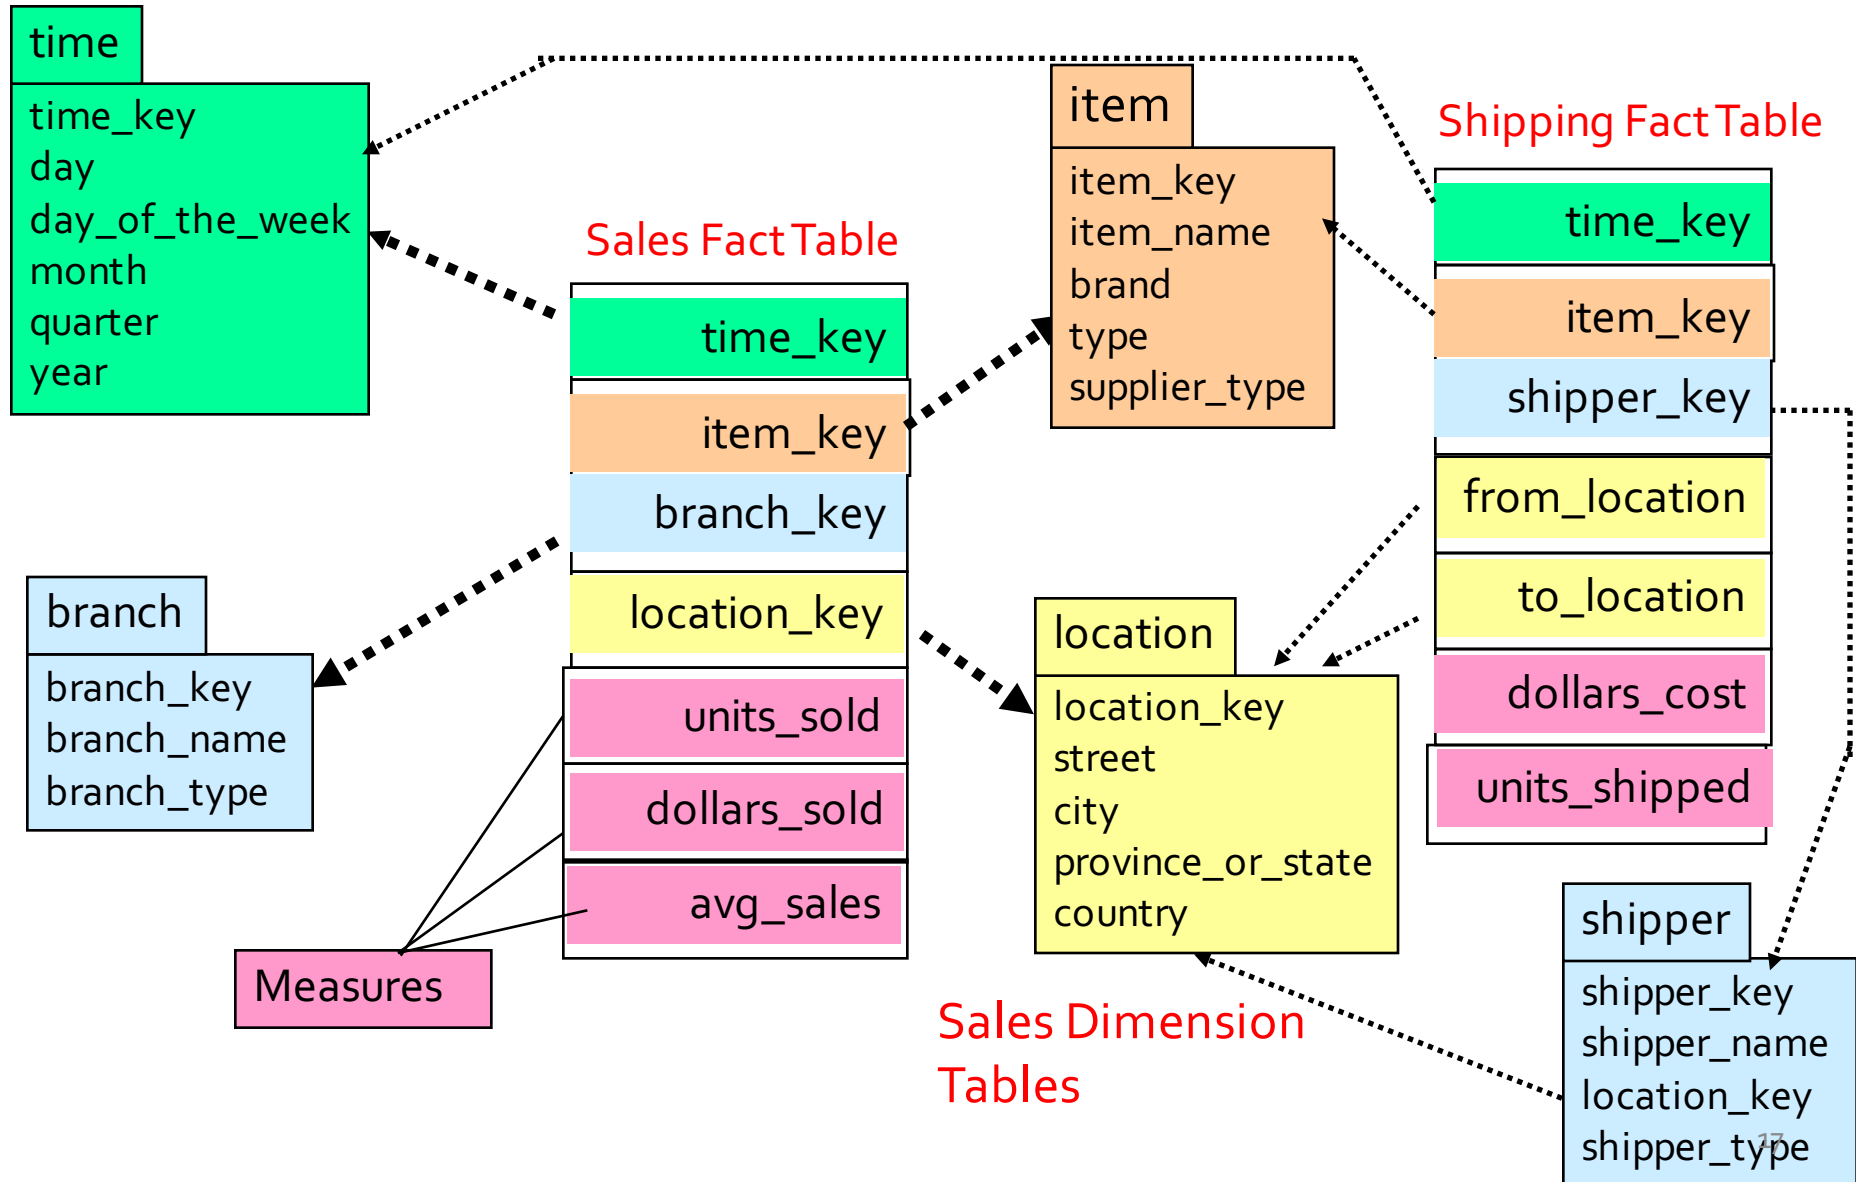 time
time_key
day
day_of_the_week
month
quarter
year
Sales Fact Table
time_key
item_key
branch_key
location_key
units_sold
dollars_sold
avg_sales
branch
branch_key
branch_name
branch_type
Measures
item
item_key
item_name
brand
type
supplier_type
location
location_key
street
city
province_or_state
country
Sales Dimension
Tables
Shipping Fact Table
time_key
item_key
shipper_key
from_location
to_location
dollars_cost
units_shipped
shipper
shipper_key
shipper_name
location_key
shipper_type
17